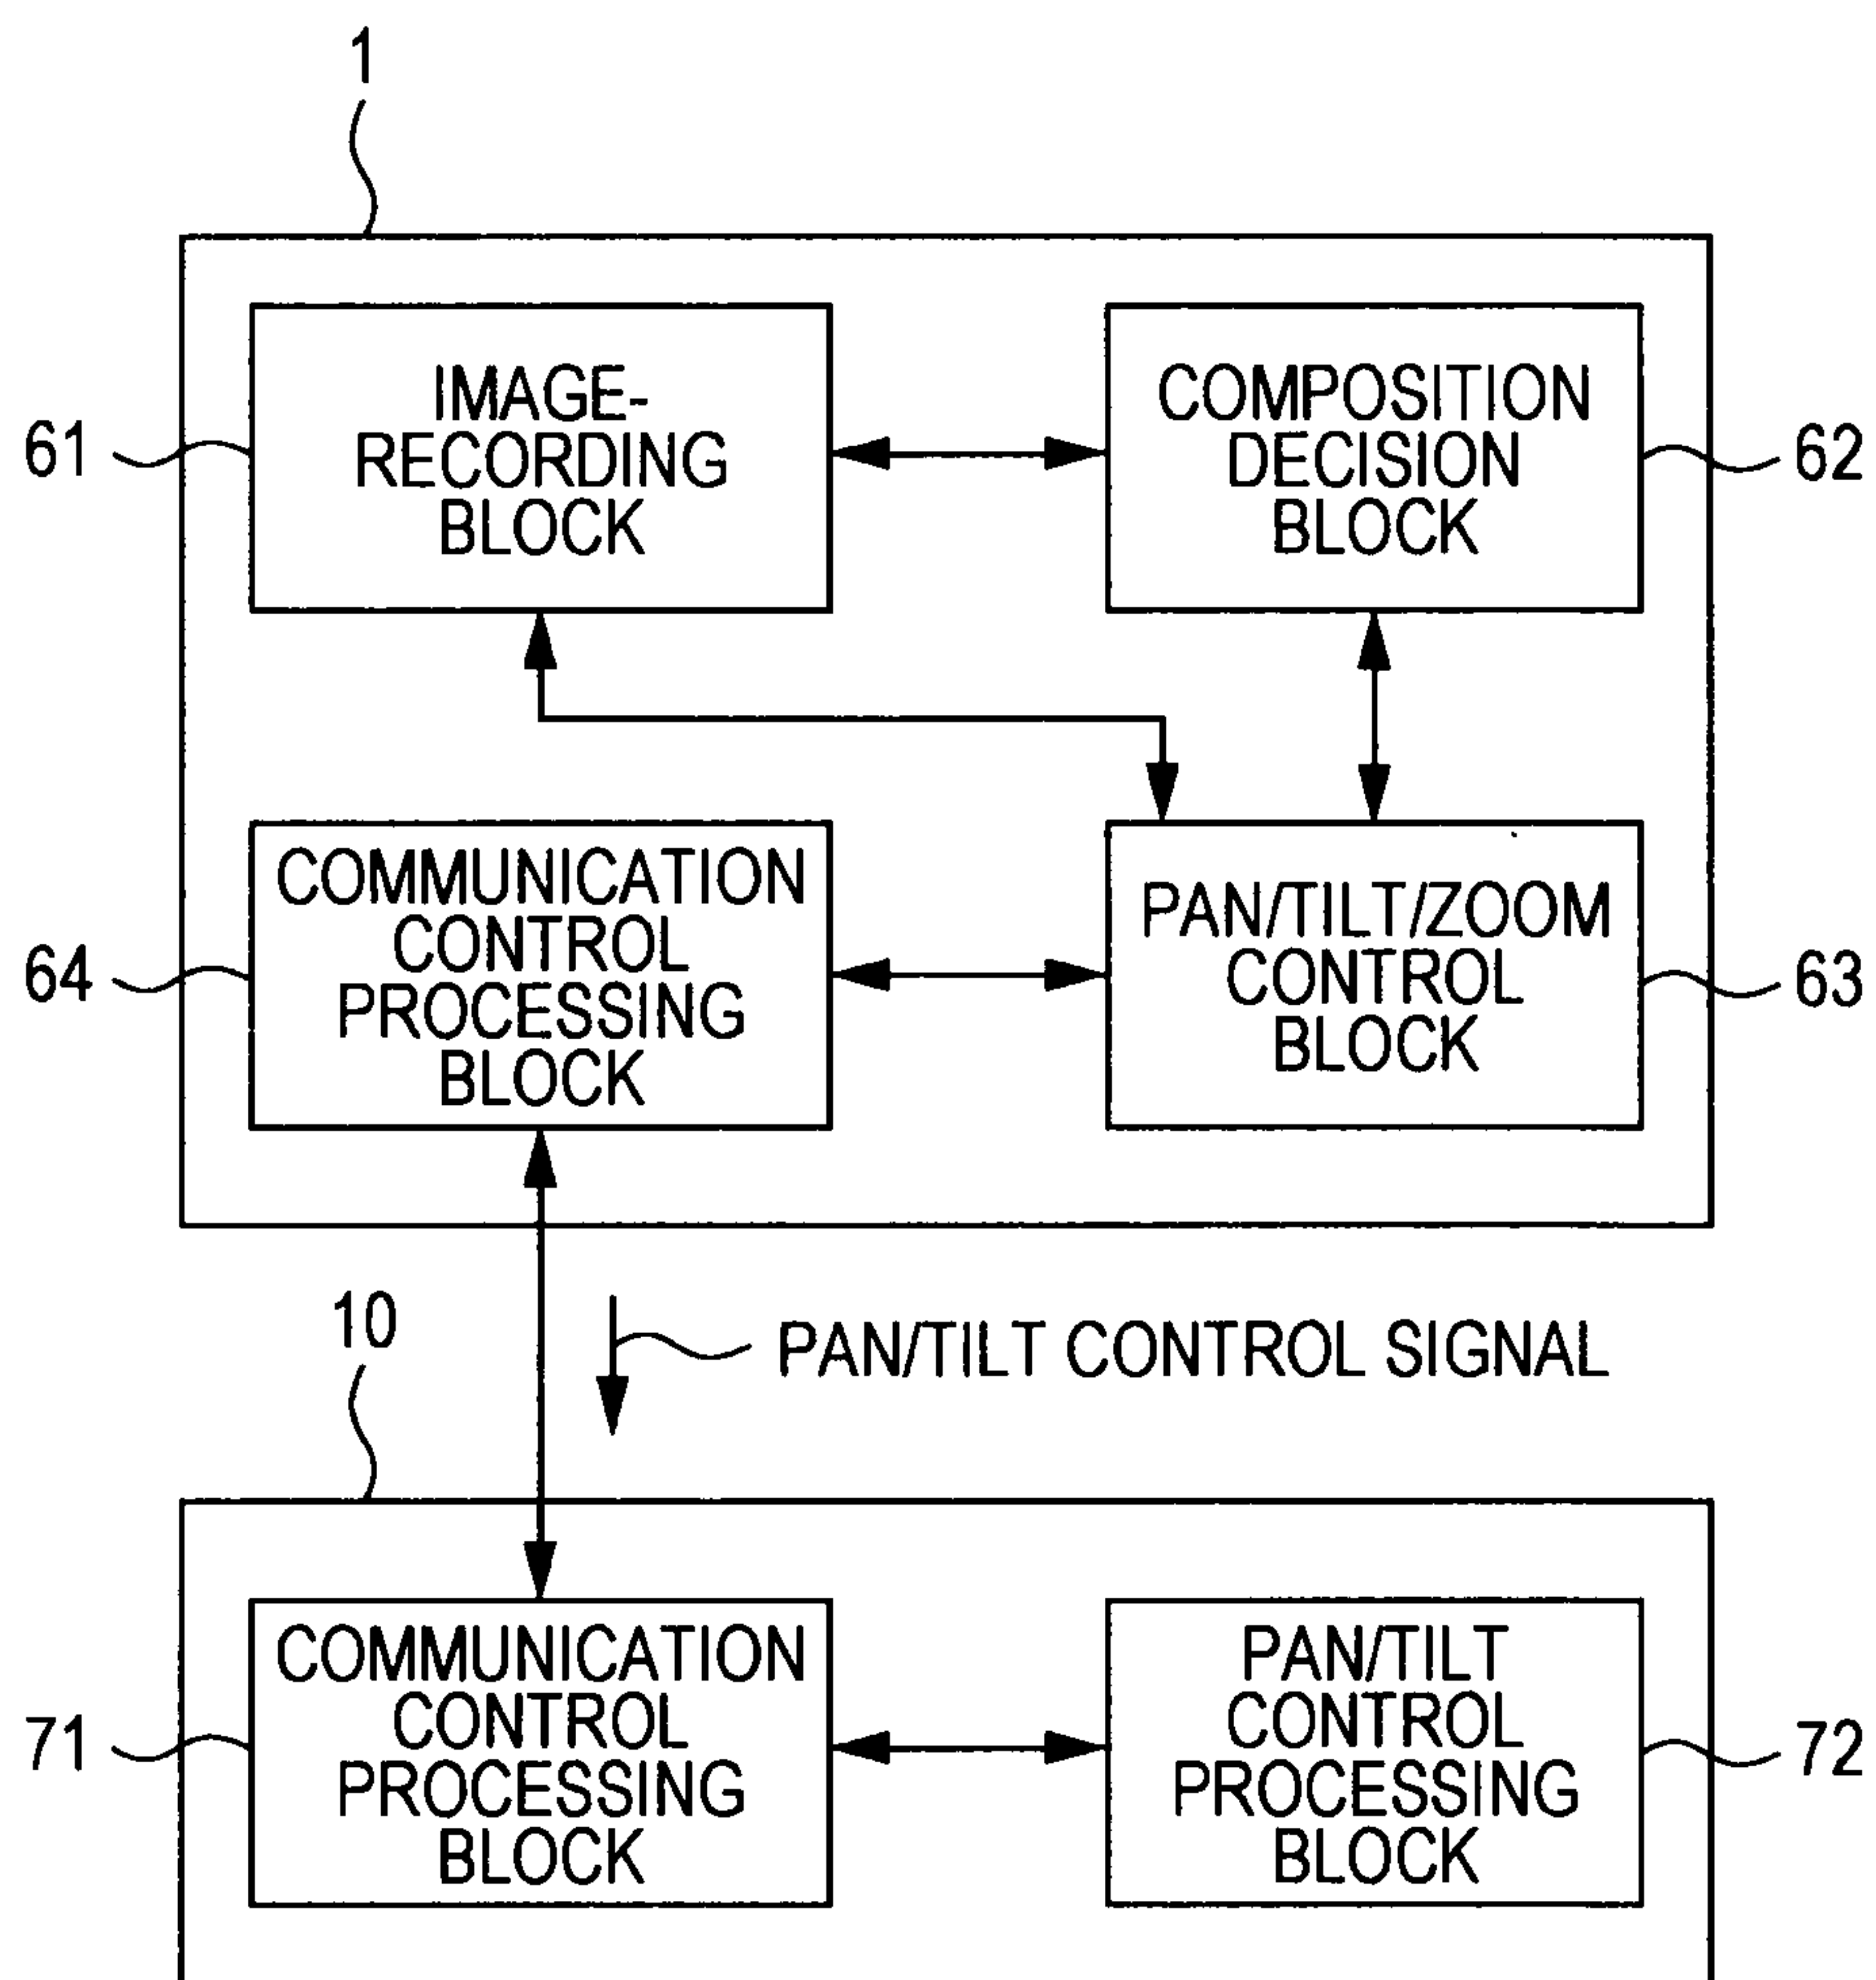 1
IMAGE-
RECORDING
BLOCK
61
COMPOSITION
DECISION
BLOCK
62
COMMUNICATION
CONTROL
PROCESSING
BLOCK
64
PAN/TILT/ZOOM
CONTROL
BLOCK
63
10
PAN/TILT CONTROL SIGNAL
COMMUNICATION
CONTROL
PROCESSING
BLOCK
71
PAN/TILT
CONTROL
PROCESSING
BLOCK
72